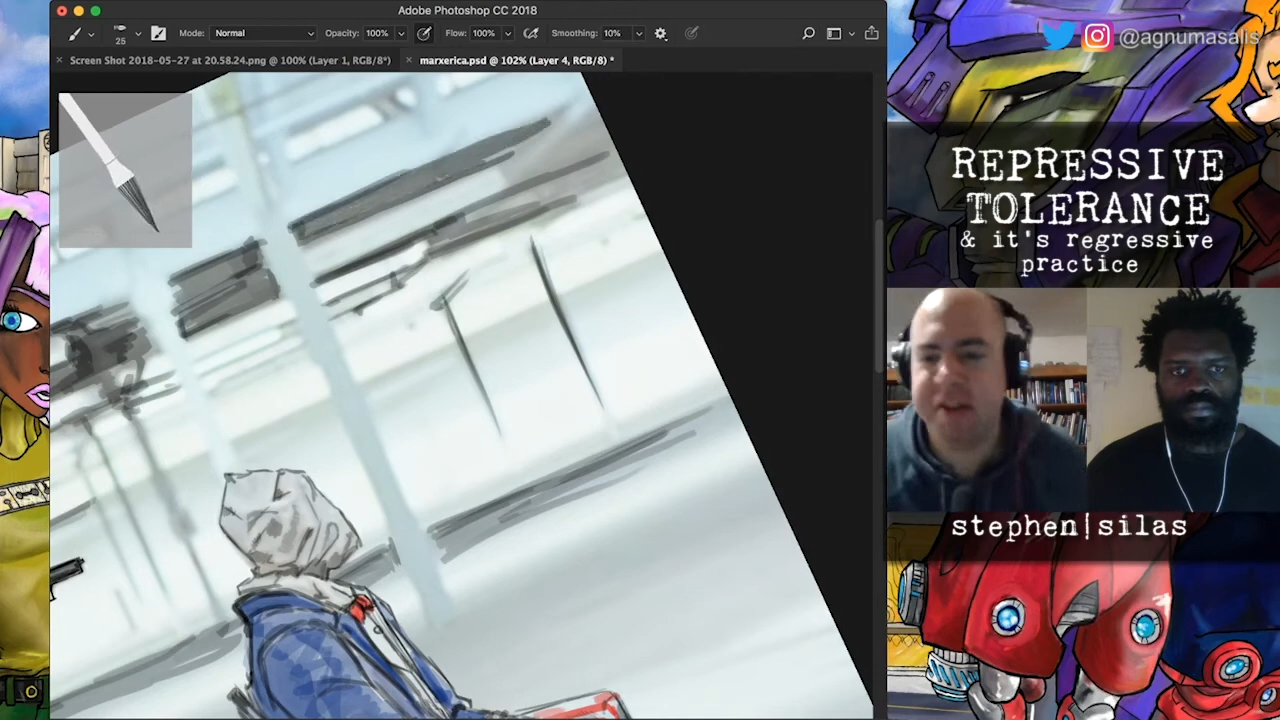 Adobe Photoshop CC 2018
25 Mode: Normal Opacity: 100% Flow: 100% Smoothing: 10%
Screen Shot 2018-05-27 at 20.58.24.png @ 100% (Layer 1, RGB/8*) marxerica.psd @ 102% (Layer 4, RGB/8) *
@agnumasalis
REPRESSIVE
TOLERANCE
& it's regressive
practice
stephen|silas